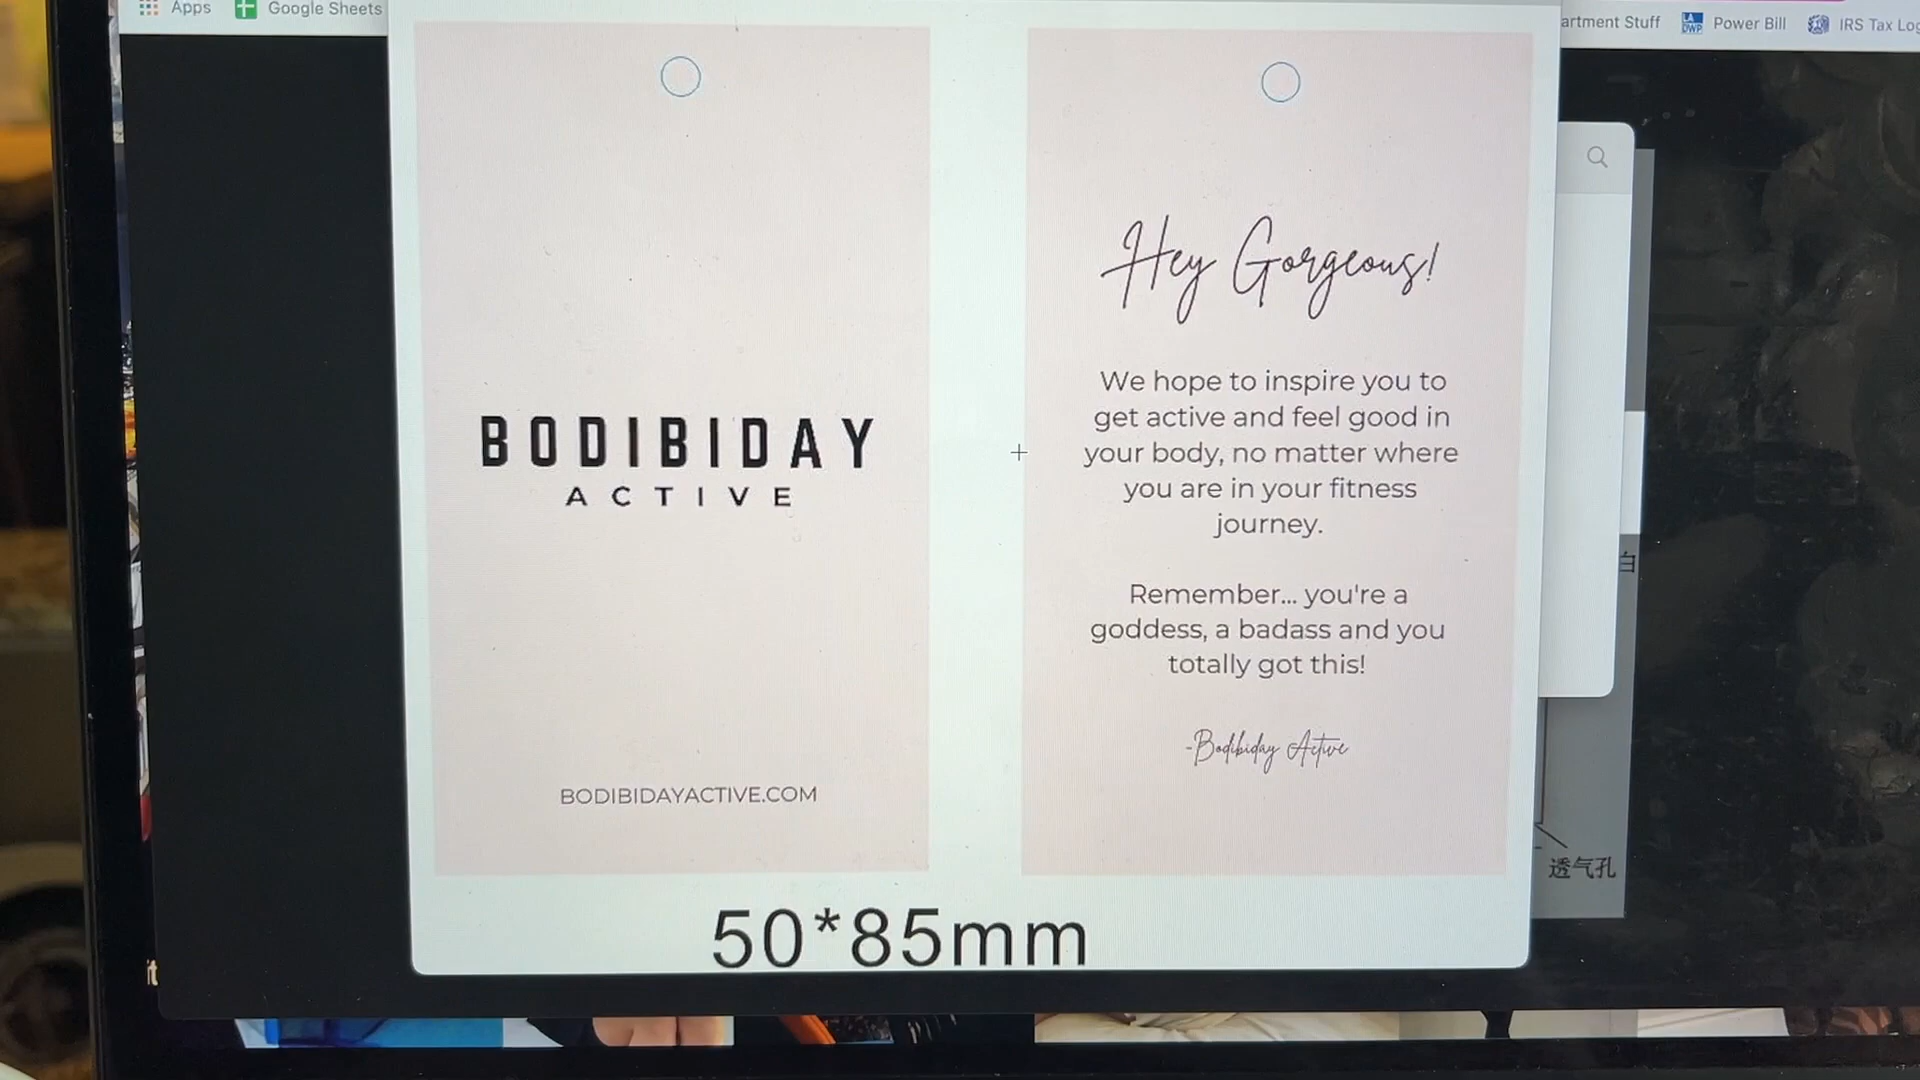 Apps
Google Sheets
artment Stuff
Power Bill
IRS Tax Log
BODIBIDAY
ACTIVE
BODIBIDAYACTIVE.COM
Hey Gorgeous!
We hope to inspire you to
get active and feel good in
your body, no matter where
you are in your fitness
journey.
Remember... you're a
goddess, a badass and you
totally got this!
-Bodibiday Active
50*85mm
白
透气孔
it